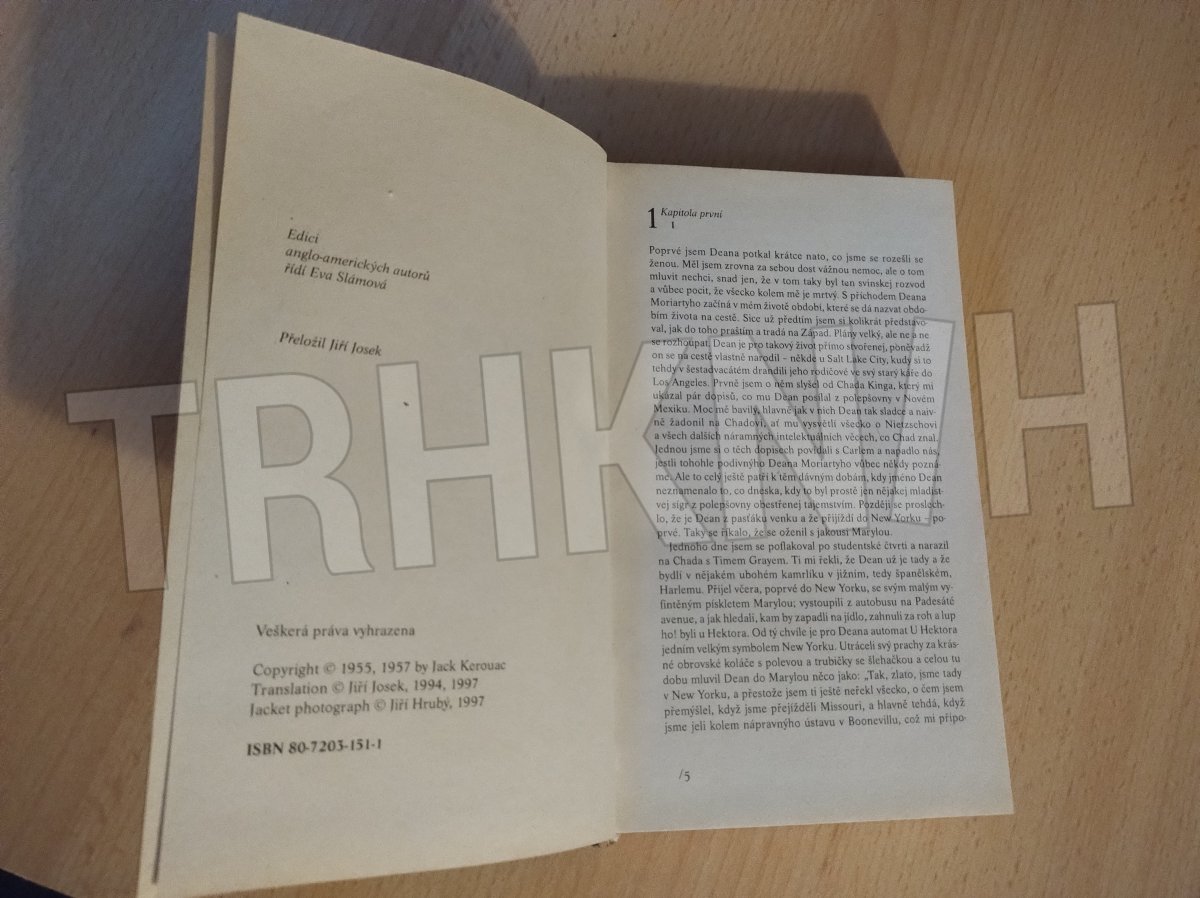 Edici
anglo-amerických autorů
řídí Eva Slámová
Přeložil Jiří Josek
Veškerá práva vyhrazena
Copyright © 1955, 1957 by Jack Kerouac
Translation © Jiří Josek, 1994, 1997
Jacket photograph © Jiří Hrubý, 1997
ISBN 80-7203-151-1
1 Kapitola první
I
Poprvé jsem Deana potkal krátce nato, co jsme se rozešli se
ženou. Měl jsem zrovna za sebou dost vážnou nemoc, ale o tom
mluvit nechci, snad jen, že v tom taky byl ten svinskej rozvod
a vůbec pocit, že všecko kolem mě je mrtvý. S příchodem Deana
Moriartyho začíná v mém životě období, které se dá nazvat obdo-
bím života na cestě. Sice už předtím jsem si kolikrát představo-
val, jak do toho praštím a tradá na Západ. Plány velký, ale ne a ne
se rozhoupat. Dean je pro takový život přímo stvořenej, poněvadž
on se na cestě vlastně narodil – někde u Salt Lake City, kudy si to
tehdy v šestadvacátém drandili jeho rodičové ve svý starý káře do
Los Angeles. Prvně jsem o něm slyšel od Chada Kinga, který mi
ukázal pár dopisů, co mu Dean posílal z polepšovny v Novém
Mexiku. Moc mě bavily, hlavně jak v nich Dean tak sladce a naiv-
ně žadonil na Chadovi, ať mu vysvětlí všecko o Nietzschovi
a všech dalších náramných intelektuálních věcech, co Chad znal.
Jednou jsme si o těch dopisech povídali s Carlem a napadlo nás,
jestli tohohle podivnýho Deana Moriartyho vůbec někdy pozná-
me. Ale to celý ještě patří k těm dávným dobám, kdy jméno Dean
neznamenalo to, co dneska, kdy to byl prostě jen nějakej mladist-
vej sígr z polepšovny obestřenej tajemstvím. Později se proslech-
lo, že je Dean z pasťáku venku a že přijíždí do New Yorku – po-
prvé. Taky se říkalo, že se oženil s jakousi Marylou.
Jednoho dne jsem se poflakoval po studentské čtvrti a narazil
na Chada s Timem Grayem. Ti mi řekli, že Dean už je tady a že
bydlí v nějakém ubohém kamrlíku v jižním, tedy španělském,
Harlemu. Přijel včera, poprvé do New Yorku, se svým malým vy-
fintěným pískletem Marylou; vystoupili z autobusu na Padesáté
avenue, a jak hledali, kam by zapadli na jídlo, zahnuli za roh a lup
ho! byli u Hektora. Od tý chvíle je pro Deana automat U Hektora
jedním velkým symbolem New Yorku. Utráceli svý prachy za krás-
né obrovské koláče s polevou a trubičky se šlehačkou a celou tu
dobu mluvil Dean do Marylou něco jako: „Tak, zlato, jsme tady
v New Yorku, a přestože jsem ti ještě neřekl všecko, o čem jsem
přemýšlel, když jsme přejížděli Missouri, a hlavně tehdá, když
jsme jeli kolem nápravnýho ústavu v Boonevillu, což mi připo-
/5
TRHKNIH